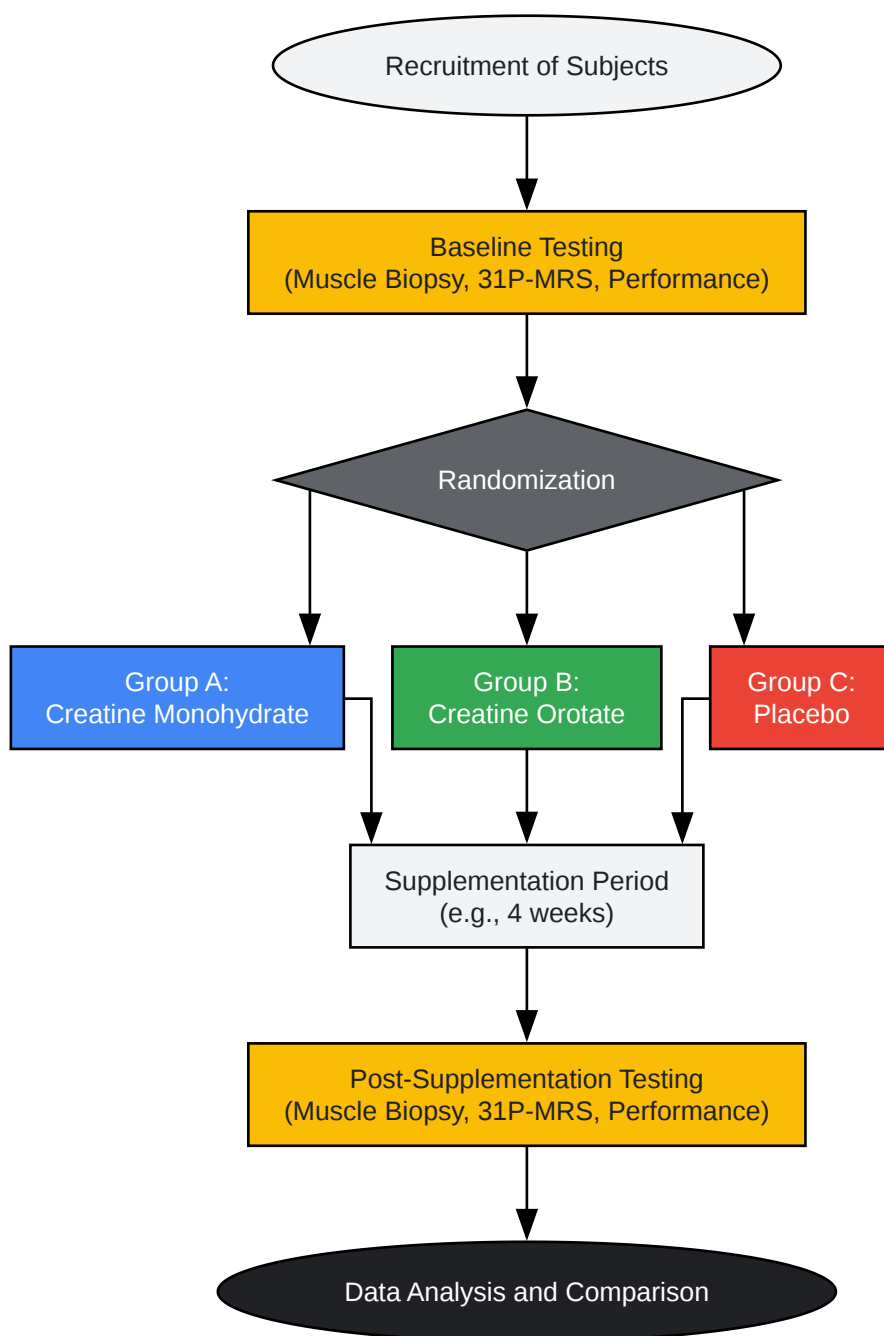 Recruitment of Subjects
Baseline Testing
(Muscle Biopsy, 31P-MRS, Performance)
Randomization
Group A:
Creatine Monohydrate
Group B:
Creatine Orotate
Group C:
Placebo
Supplementation Period
(e.g., 4 weeks)
Post-Supplementation Testing
(Muscle Biopsy, 31P-MRS, Performance)
Data Analysis and Comparison